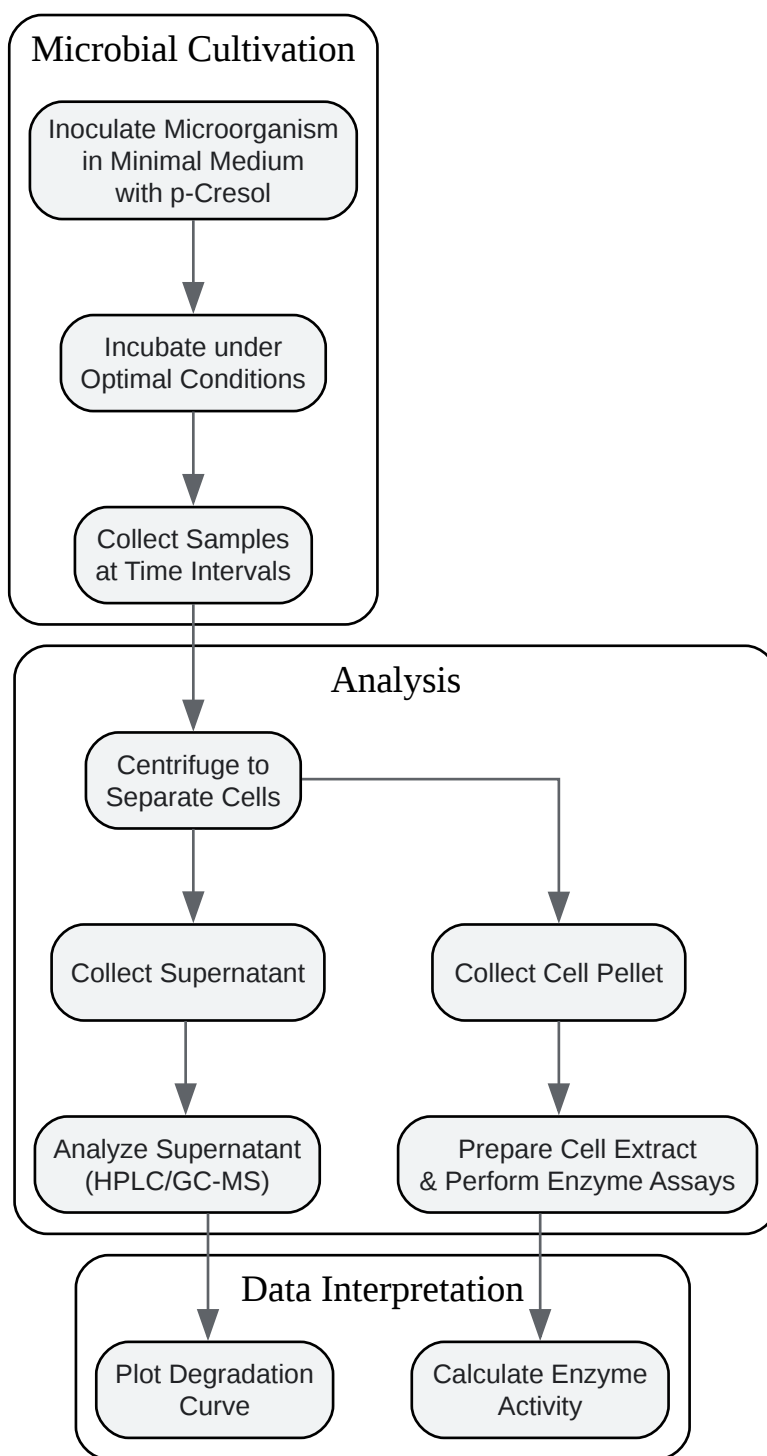 Microbial Cultivation
Inoculate Microorganism
in Minimal Medium
with p-Cresol
Incubate under
Optimal Conditions
Collect Samples
at Time Intervals
Analysis
Centrifuge to
Separate Cells
Collect Supernatant
Collect Cell Pellet
Analyze Supernatant
(HPLC/GC-MS)
Prepare Cell Extract
& Perform Enzyme Assays
Data Interpretation
Plot Degradation
Curve
Calculate Enzyme
Activity